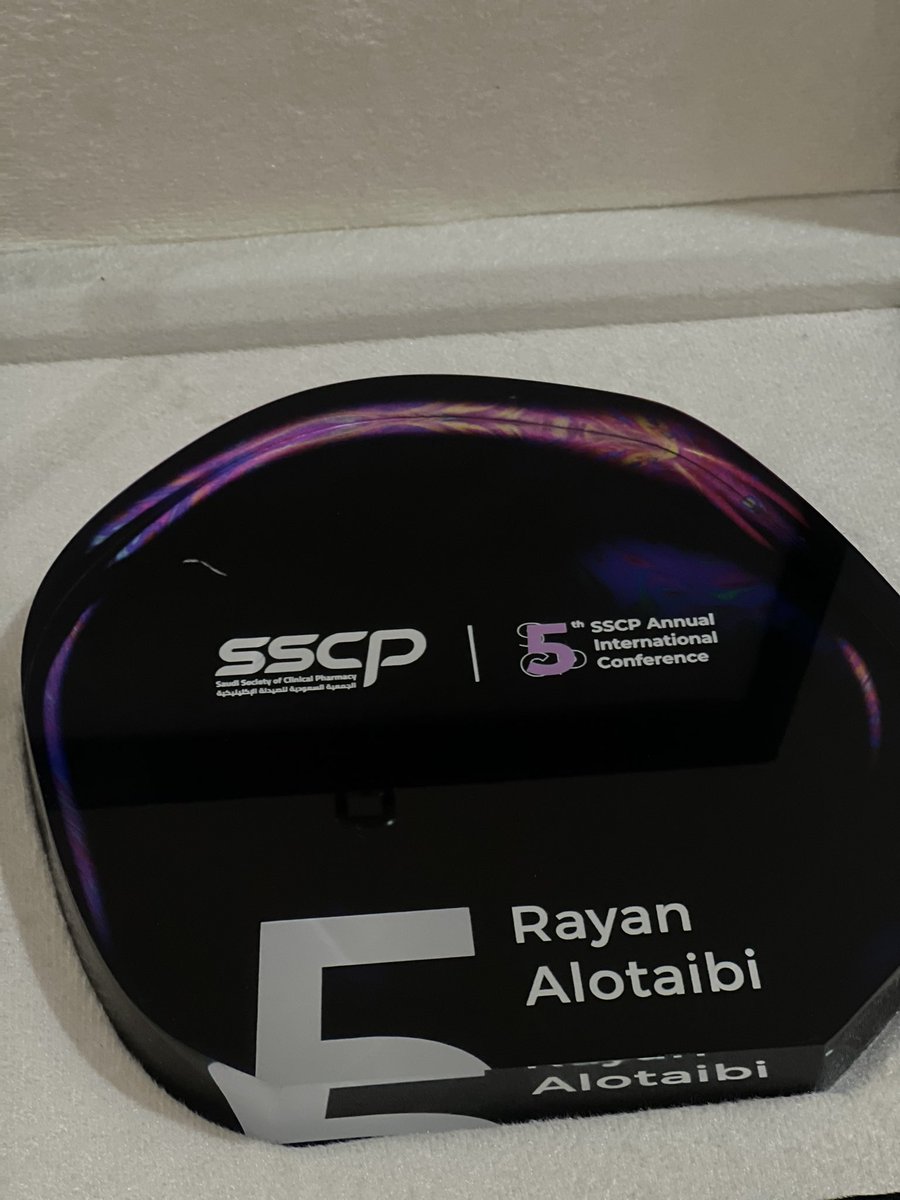 SSCP
Saudi Society of Clinical Pharmacy
الجمعية السعودية للصيدلة الإكلينيكية
5th SSCP Annual
International
Conference
5
Rayan
Alotaibi
Rayan
Alotaibi